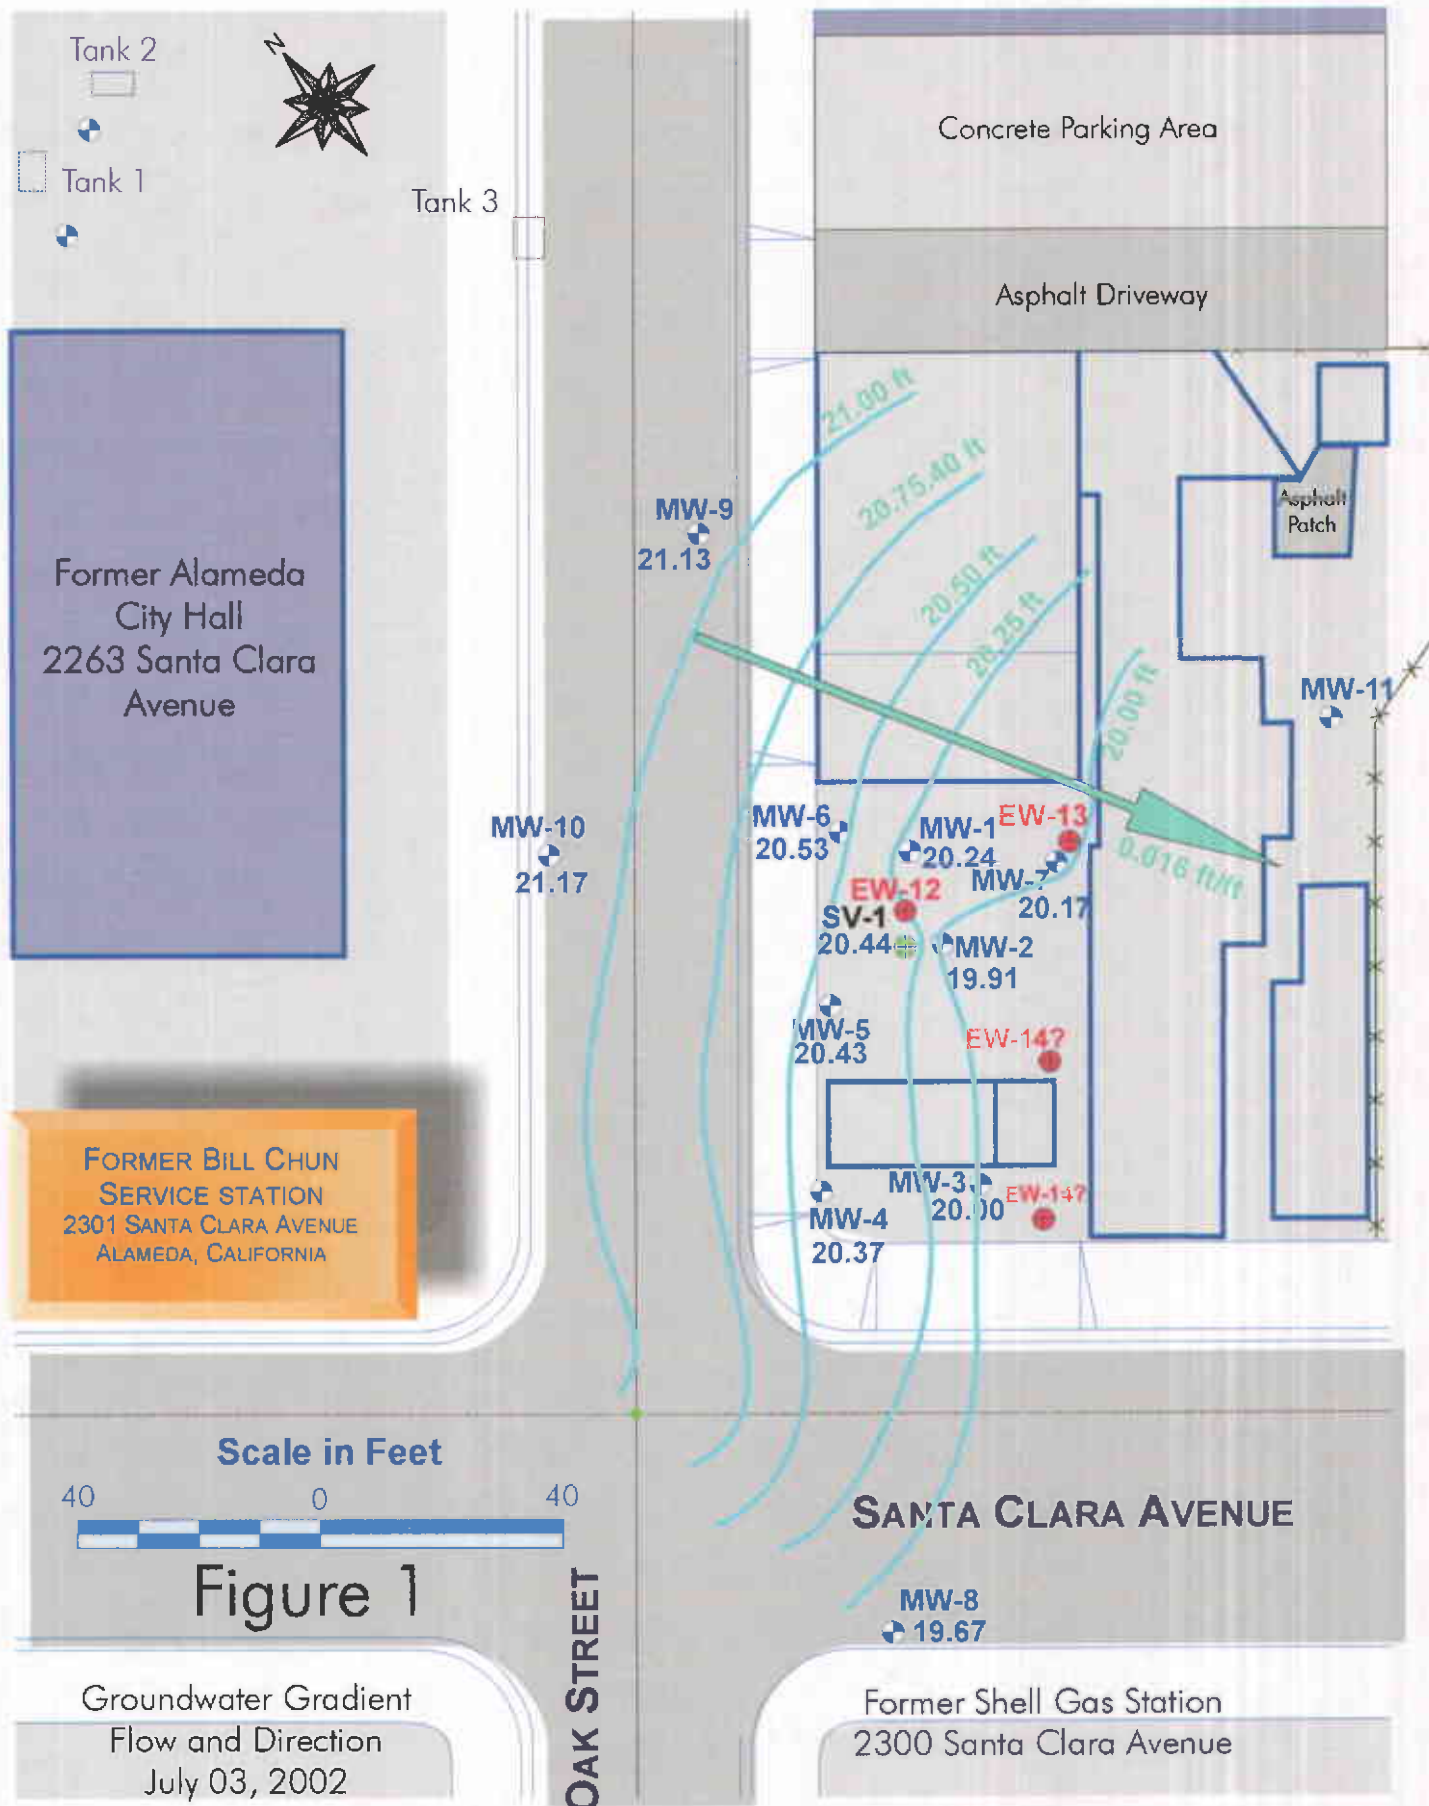 Tank 2
N
Tank 1
Tank 3
Concrete Parking Area
Asphalt Driveway
21.00 ft
20.75.40 ft
20.50 ft
20.25 ft
20.00 ft
Asphalt
Patch
MW-9
21.13
Former Alameda
City Hall
2263 Santa Clara
Avenue
MW-11
MW-10
21.17
MW-6
20.53
MW-1
20.24
EW-13
MW-7
20.17
0.016 ft/ft
EW-12
SV-1
20.44
MW-2
19.91
MW-5
20.43
EW-14?
MW-3
20.00
EW-14?
MW-4
20.37
FORMER BILL CHUN
SERVICE STATION
2301 SANTA CLARA AVENUE
ALAMEDA, CALIFORNIA
Scale in Feet
40 0 40
Figure 1
SANTA CLARA AVENUE
OAK STREET
MW-8
19.67
Groundwater Gradient
Flow and Direction
July 03, 2002
Former Shell Gas Station
2300 Santa Clara Avenue